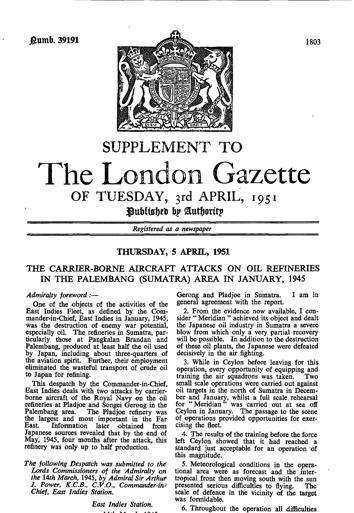 Numb. 39191
1803
SUPPLEMENT TO
The London Gazette
OF TUESDAY, 3rd APRIL, 1951
Published by Authority
Registered as a newspaper
THURSDAY, 5 APRIL, 1951
THE CARRIER-BORNE AIRCRAFT ATTACKS ON OIL REFINERIES
IN THE PALEMBANG (SUMATRA) AREA IN JANUARY, 1945
Admiralty foreword :—
One of the objects of the activities of the
East Indies Fleet, as defined by the Com-
mander-in-Chief, East Indies in January, 1945,
was the destruction of enemy war potential,
especially oil. The refineries in Sumatra, par-
ticularly those at Pangkalan Brandan and
Palembang, produced at least half the oil used
by Japan, including about three-quarters of
the aviation spirit. Further, their employment
eliminated the wasteful transport of crude oil
to Japan for refining.
This despatch by the Commander-in-Chief,
East Indies deals with two attacks by carrier-
borne aircraft of the Royal Navy on the oil
refineries at Pladjoe and Songei Gerong in the
Palembang area. The Pladjoe refinery was
the largest and most important in the Far
East. Information later obtained from
Japanese sources revealed that by the end of
May, 1945, four months after the attack, this
refinery was only up to half production.
The following Despatch was submitted to the
Lords Commissioners of the Admiralty on
the 14th March, 1945, by Admiral Sir Arthur
J. Power, K.C.B., C.V.O., Commander-in-
Chief, East Indies Station.
East Indies Station.
Gerong and Pladjoe in Sumatra. I am in
general agreement with the report.
2. From the evidence now available, I con-
sider " Meridian " achieved its object and dealt
the Japanese oil industry in Sumatra a severe
blow from which only a very partial recovery
will be possible. In addition to the destruction
of these oil plants, the Japanese were defeated
decisively in the air fighting.
3. While in Ceylon before leaving for this
operation, every opportunity of equipping and
training the air squadrons was taken. Two
small scale operations were carried out against
oil targets in the north of Sumatra in Decem-
ber and January, whilst a full scale rehearsal
for " Meridian " was carried out at sea off
Ceylon in January. The passage to the scene
of operations provided opportunities for exer-
cising the fleet.
4. The results of the training before the force
left Ceylon showed that it had reached a
standard just acceptable for an operation of
this magnitude.
5. Meteorological conditions in the opera-
tional area were as forecast and the inter-
tropical front then moving south with the sun
presented serious difficulties to flying. The
scale of defence in the vicinity of the target
was formidable.
6. Throughout the operation all difficulties